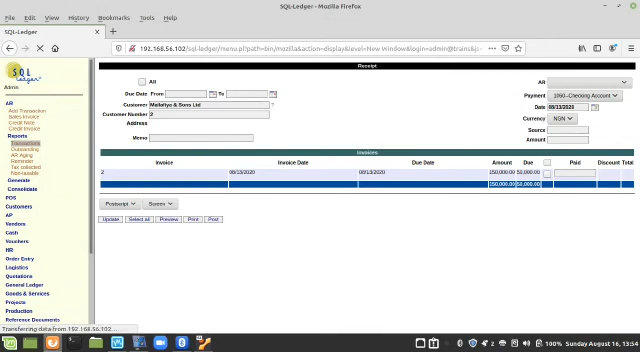 SQL-Ledger - Mozilla Firefox
File Edit View History Bookmarks Tools Help
SQL-Ledger
192.168.56.102/sql-ledger/menu.pl?path=bin/mozilla&action=display&level=New Window&login=admin@trains&js=
SQL
Ledger
Admin
AR
Add Transaction
Sales Invoice
Credit Note
Credit Invoice
Reports
Transactions
Outstanding
AR Aging
Reminder
Tax collected
Non-taxable
Generate
Consolidate
POS
Customers
AP
Vendors
Cash
Vouchers
HR
Order Entry
Logistics
Quotations
General Ledger
Goods & Services
Projects
Production
Reference Documents
Transferring data from 192.168.56.102...
Receipt
All
Due Date From To
Customer Mallafiya & Sons Ltd ?
Customer Number 2
Address
Memo
AR
Payment 1060--Checking Account
Date 08/13/2020
Currency NGN
Source
Amount
Invoices
Invoice Invoice Date Due Date Amount Due Paid Discount Total
2 08/13/2020 08/13/2020 150,000.00 50,000.00
150,000.00 50,000.00
Postscript Screen
Update Select all Preview Print Post
2 100% Sunday August 16, 13:54